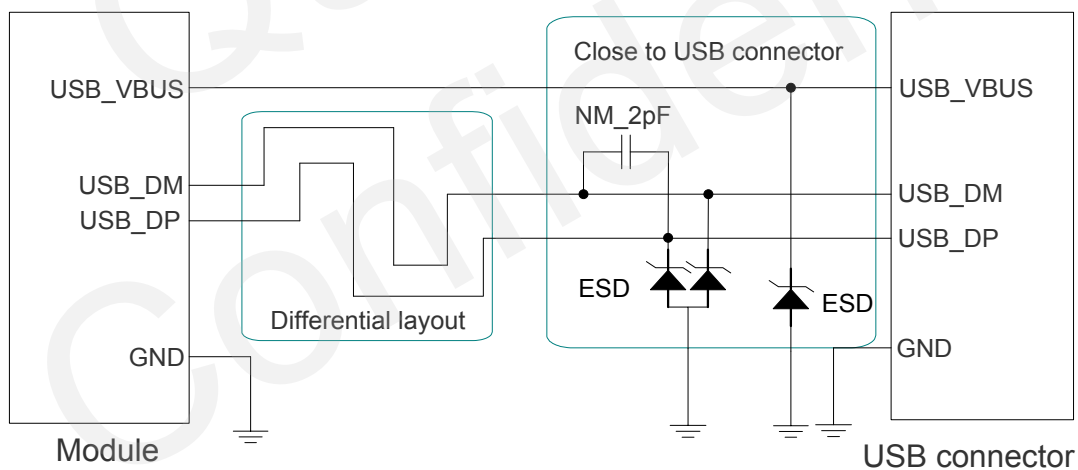 Close to USB connector
USB_VBUS
USB_VBUS
NM_2pF
USB_DM
USB_DM
USB_DP
USB_DP
ESD
ESD
Differential layout
GND
GND
Module
USB connector